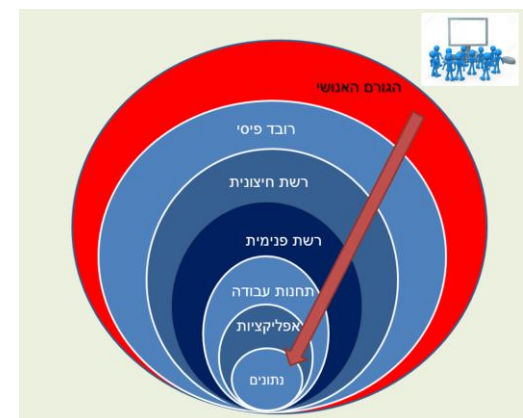 הגורם האנושי
רובד פיסי
רשת חיצונית
רשת פנימית
תחנות עבודה
אפליקציות
נתונים